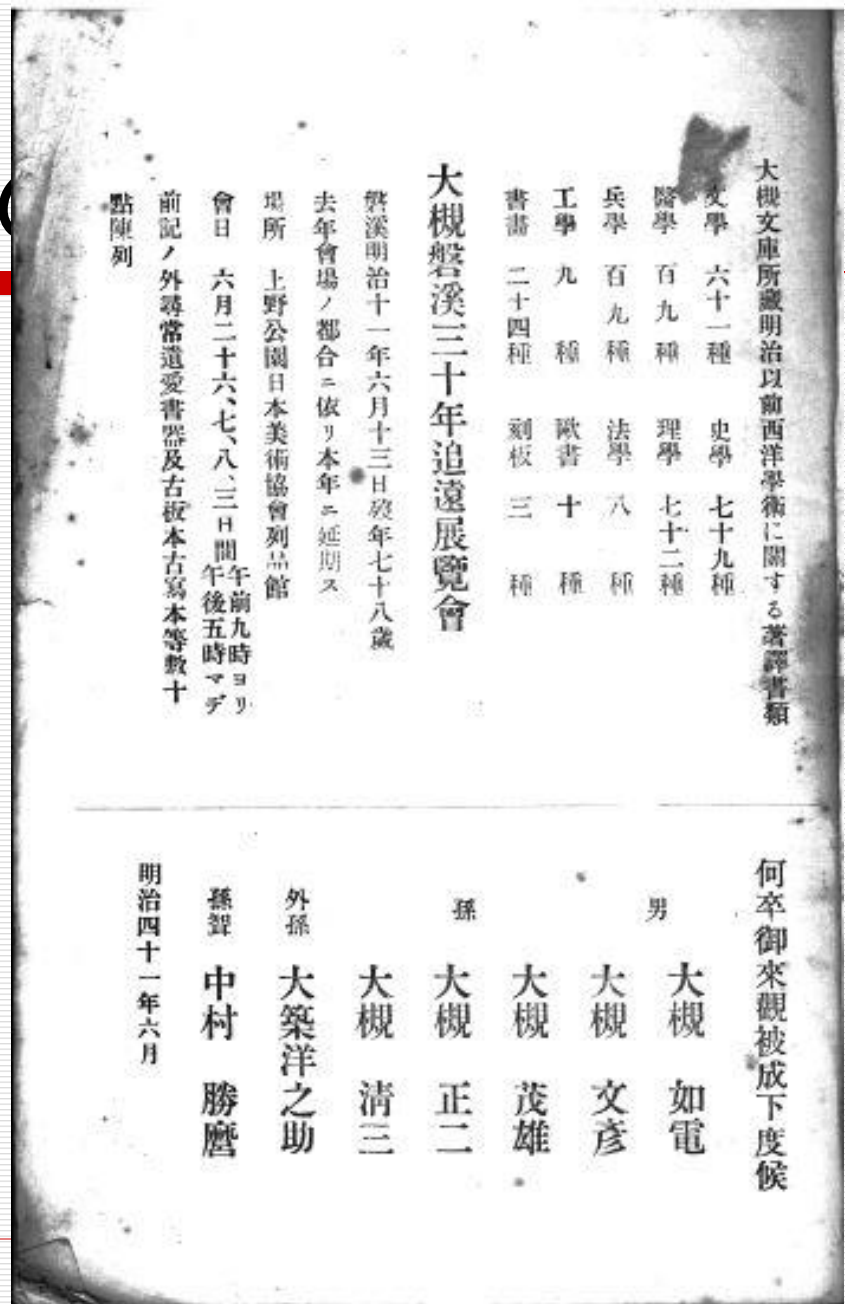 大槻文庫所藏明治以前西洋學術に關する著譯書類
文學 六十一種 史學 七十九種
醫學 百九種 理學 七十二種
兵學 百九種 法學 八種
工學 九種 歐書 十種
書畫 二十四種 刻板 三種
大槻磐溪三十年追遠展覽會
磐溪明治十一年六月十三日歿年七十八歲
去年會場ノ都合ニ依リ本年ニ延期ス
場所 上野公園日本美術協會列品館
會日 六月二十六、七、八、三日間 午前九時ヨリ
午後五時マデ
前記ノ外尋常遺愛書器及古板本古寫本等數十
點陳列
何卒御來觀被成下度候
男 大槻 如電
大槻 文彥
孫 大槻 茂雄
大槻 正二
大槻 淸三
外孫 大築洋之助
孫聟 中村 勝麿
明治四十一年六月